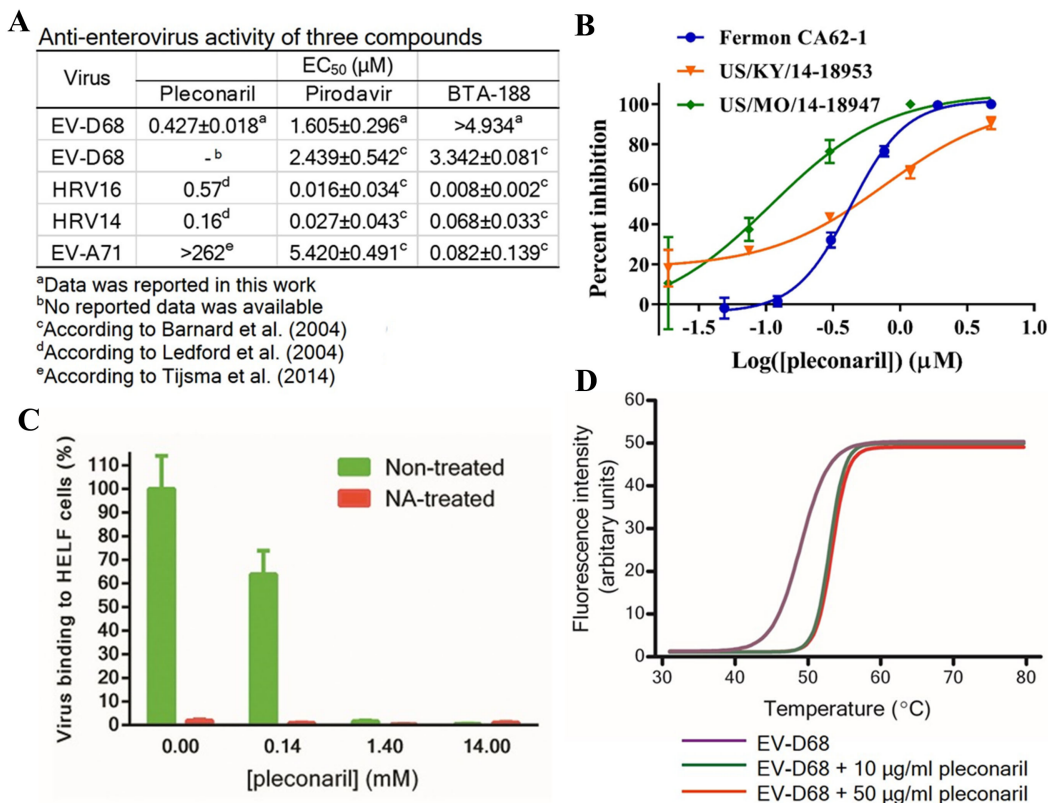 A
Anti-enterovirus activity of three compounds
Virus EC50 (µM)
Pleconaril Pirodavir BTA-188
EV-D68 0.427±0.018a 1.605±0.296a >4.934a
EV-D68 -b 2.439±0.542c 3.342±0.081c
HRV16 0.57d 0.016±0.034c 0.008±0.002c
HRV14 0.16d 0.027±0.043c 0.068±0.033c
EV-A71 >262e 5.420±0.491c 0.082±0.139c
aData was reported in this work
bNo reported data was available
cAccording to Barnard et al. (2004)
dAccording to Ledford et al. (2004)
eAccording to Tijsma et al. (2014)
B
Fermon CA62-1
US/KY/14-18953
US/MO/14-18947
Percent inhibition
100
80
60
40
20
0
-1.5 -1.0 -0.5 0.0 0.5 1.0
Log([pleconaril]) (µM)
C
Virus binding to HELF cells (%)
110
100
90
80
70
60
50
40
30
20
10
0
Non-treated
NA-treated
0.00 0.14 1.40 14.00
[pleconaril] (mM)
D
Fluorescence intensity
(arbitary units)
60
50
40
30
20
10
0
30 40 50 60 70 80
Temperature (°C)
EV-D68
EV-D68 + 10 µg/ml pleconaril
EV-D68 + 50 µg/ml pleconaril